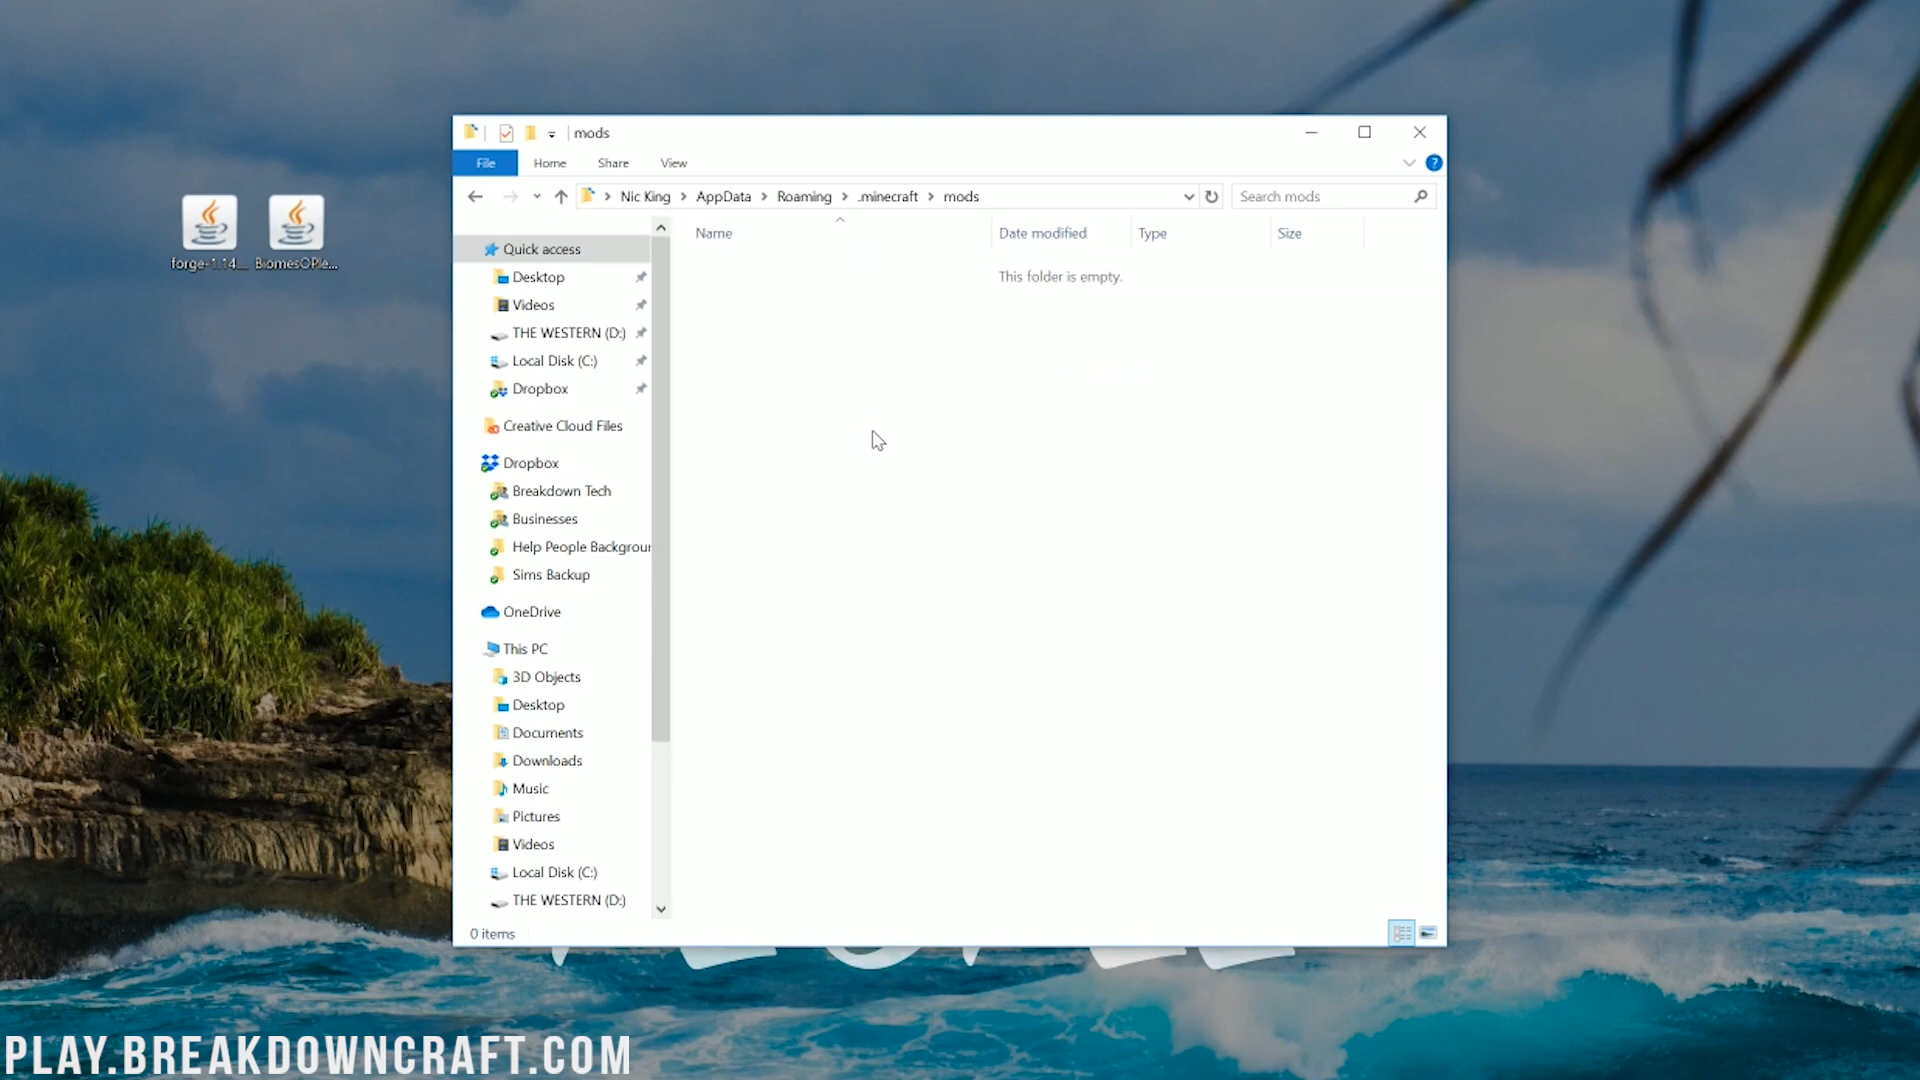 mods
File Home Share View
Nic King AppData Roaming .minecraft mods
Search mods
Name Date modified Type Size
This folder is empty.
Quick access
Desktop
Videos
THE WESTERN (D:)
Local Disk (C:)
Dropbox
Creative Cloud Files
Dropbox
Breakdown Tech
Businesses
Help People Backgrour
Sims Backup
OneDrive
This PC
3D Objects
Desktop
Documents
Downloads
Music
Pictures
Videos
Local Disk (C:)
THE WESTERN (D:)
0 items
forge-1.14... BiomesOPle...
PLAY.BREAKDOWNCRAFT.COM